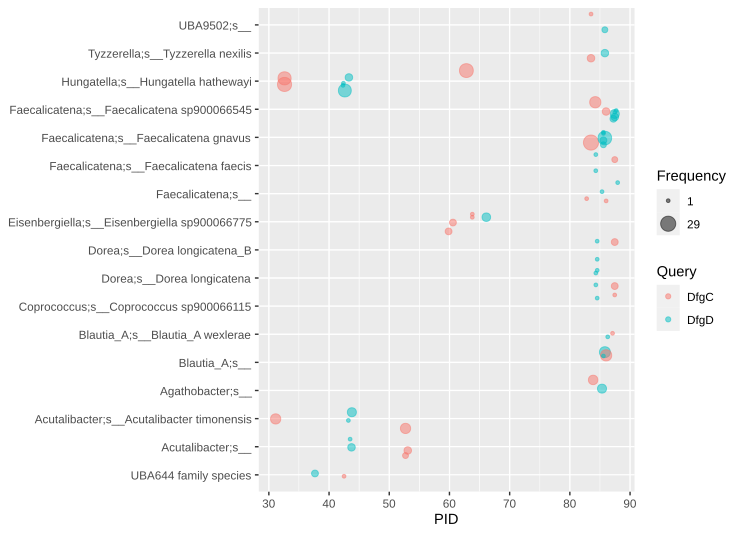 UBA9502;s__
Tyzzerella;s__Tyzzerella nexilis
Hungatella;s__Hungatella hathewayi
Faecalicatena;s__Faecalicatena sp900066545
Faecalicatena;s__Faecalicatena gnavus
Faecalicatena;s__Faecalicatena faecis
Faecalicatena;s__
Eisenbergiella;s__Eisenbergiella sp900066775
Dorea;s__Dorea longicatena_B
Dorea;s__Dorea longicatena
Coprococcus;s__Coprococcus sp900066115
Blautia_A;s__Blautia_A wexlerae
Blautia_A;s__
Agathobacter;s__
Acutalibacter;s__Acutalibacter timonensis
Acutalibacter;s__
UBA644 family species
30 40 50 60 70 80 90
PID
Frequency
1
29
Query
DfgC
DfgD